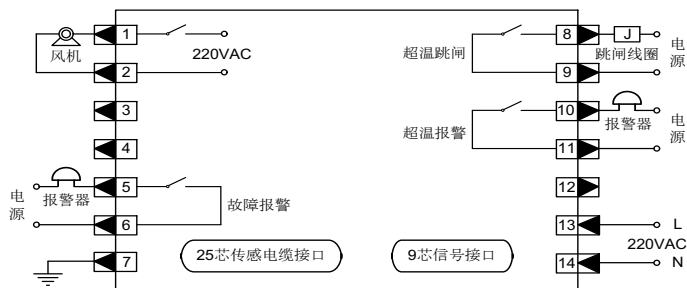 1
风机
220VAC
2
3
4
5
报警器
电源
故障报警
6
7
25芯传感电缆接口
9芯信号接口
8
J
超温跳闸
跳闸线圈
电源
9
10
超温报警
报警器
电源
11
12
13
L
220VAC
14
N